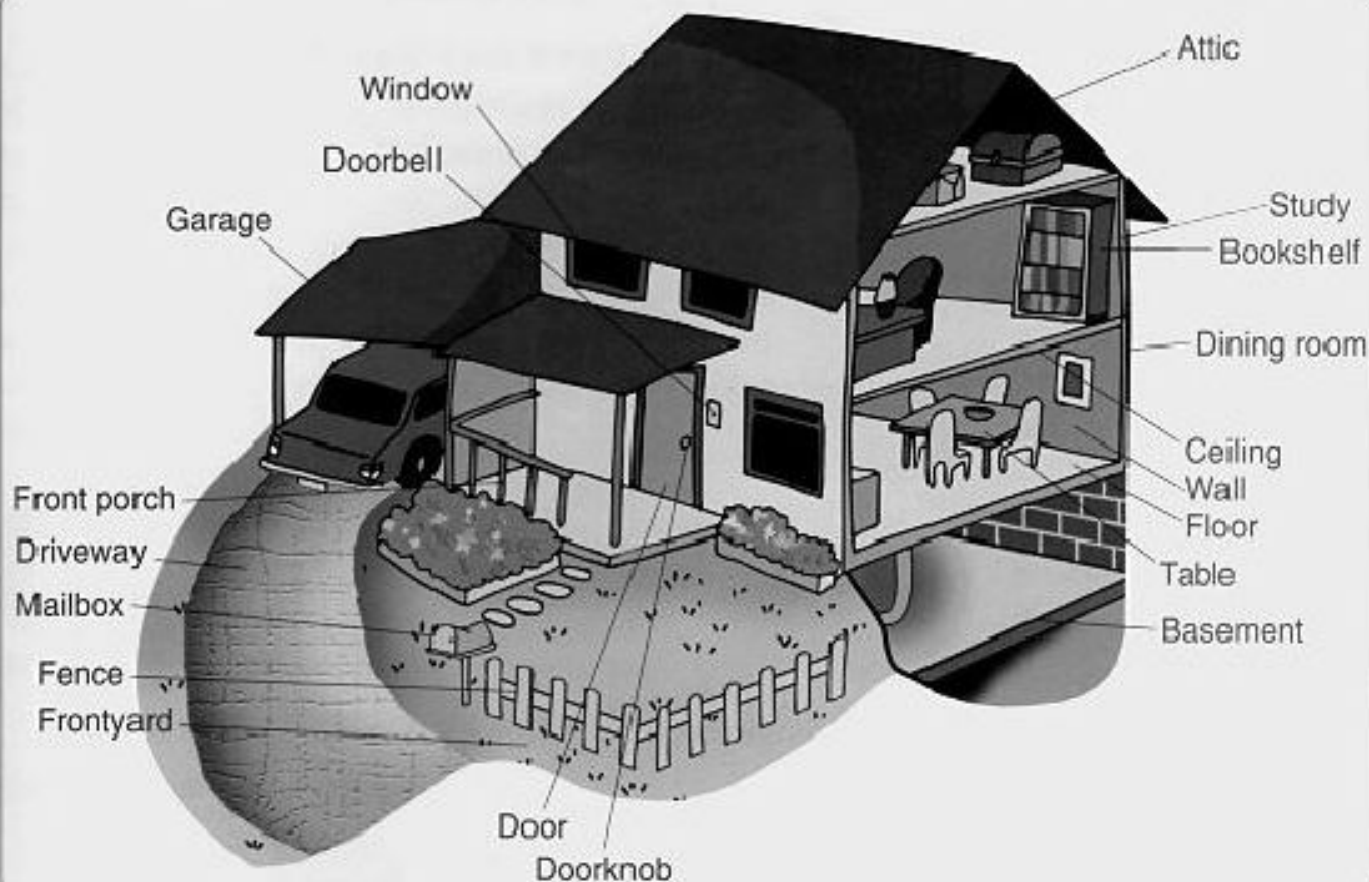 Attic
Window
Doorbell
Garage
Study
Bookshelf
Dining room
Ceiling
Wall
Front porch
Floor
Driveway
Table
Mailbox
Basement
Fence
Frontyard
Door
Doorknob